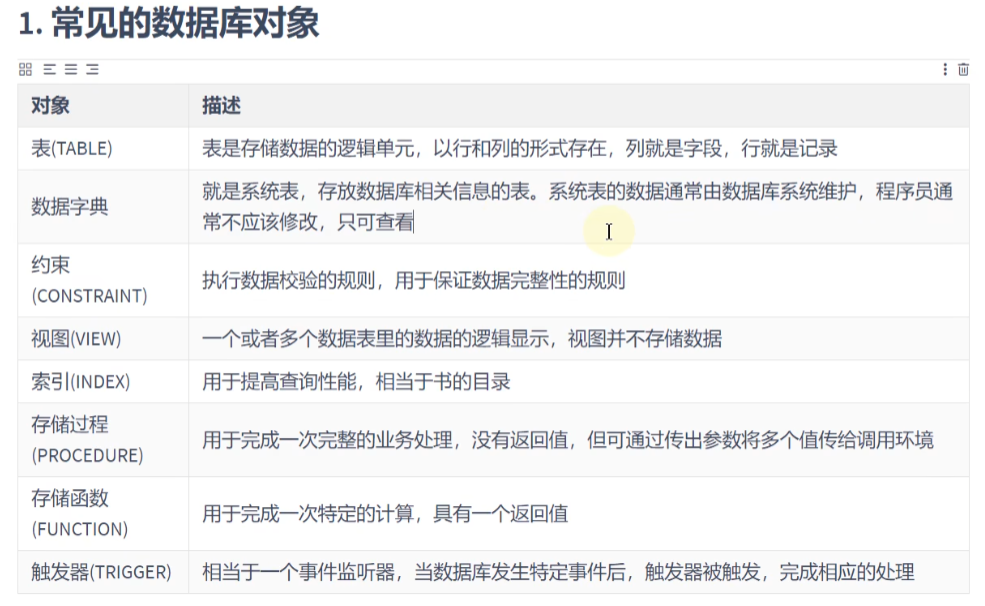 1. 常见的数据库对象
对象 描述
表(TABLE) 表是存储数据的逻辑单元，以行和列的形式存在，列就是字段，行就是记录
数据字典 就是系统表，存放数据库相关信息的表。系统表的数据通常由数据库系统维护，程序员通
常不应该修改，只可查看
约束
(CONSTRAINT) 执行数据校验的规则，用于保证数据完整性的规则
视图(VIEW) 一个或者多个数据表里的数据的逻辑显示，视图并不存储数据
索引(INDEX) 用于提高查询性能，相当于书的目录
存储过程
(PROCEDURE) 用于完成一次完整的业务处理，没有返回值，但可通过传出参数将多个值传给调用环境
存储函数
(FUNCTION) 用于完成一次特定的计算，具有一个返回值
触发器(TRIGGER) 相当于一个事件监听器，当数据库发生特定事件后，触发器被触发，完成相应的处理